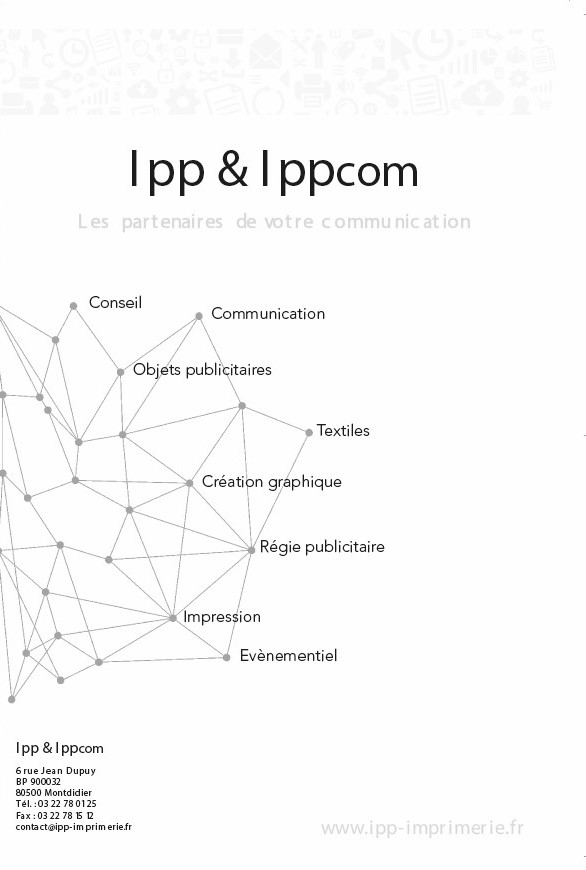 Ipp & Ippcom
Les partenaires de votre communication
Conseil
Communication
Objets publicitaires
Textiles
Création graphique
Régie publicitaire
Impression
Evènementiel
Ipp & Ippcom
6 rue Jean Dupuy
BP 900032
80500 Montdidier
Tél. : 03 22 78 01 25
Fax : 03 22 78 15 12
contact@ipp-imprimerie.fr
www.ipp-imprimerie.fr